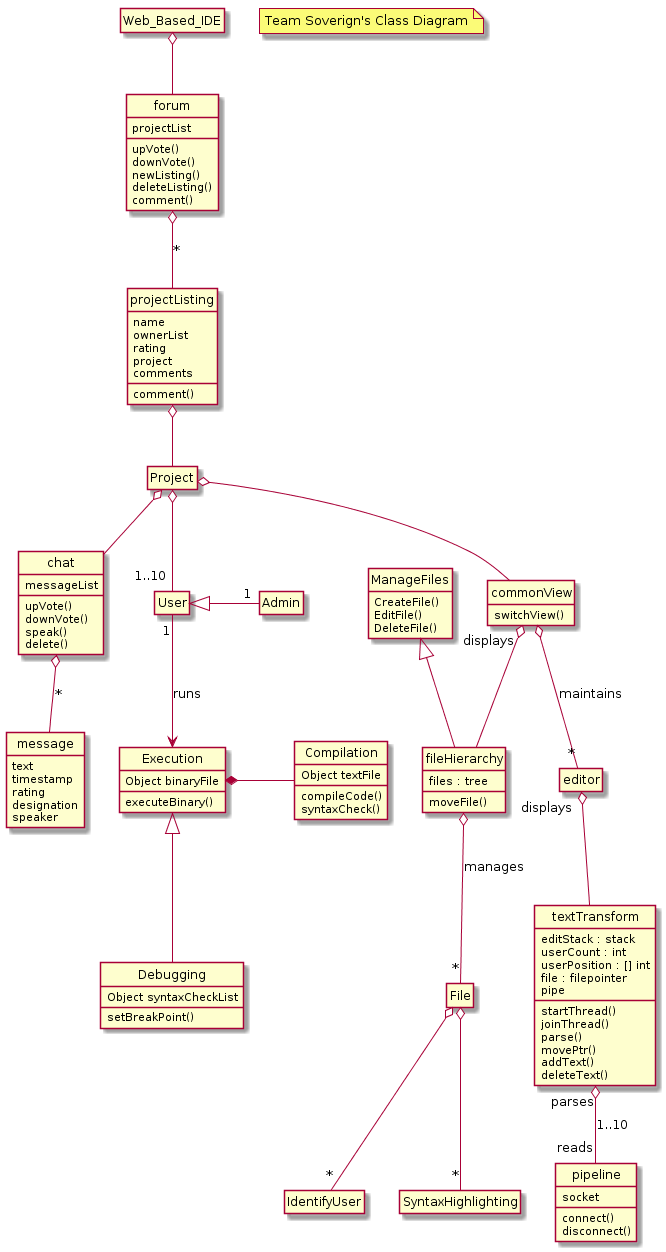 Web_Based_IDE
Team Soverign's Class Diagram
forum
projectList
upVote()
downVote()
newListing()
deleteListing()
comment()
*
projectListing
name
ownerList
rating
project
comments
comment()
Project
chat
messageList
upVote()
downVote()
speak()
delete()
*
message
text
timestamp
rating
designation
speaker
1..10
User
1
Admin
1
runs
Execution
Object binaryFile
executeBinary()
Compilation
Object textFile
compileCode()
syntaxCheck()
Debugging
Object syntaxCheckList
setBreakPoint()
ManageFiles
CreateFile()
EditFile()
DeleteFile()
commonView
switchView()
displays
maintains
*
fileHierarchy
files : tree
moveFile()
editor
displays
manages
*
File
textTransform
editStack : stack
userCount : int
userPosition : [] int
file : filepointer
pipe
startThread()
joinThread()
parse()
movePtr()
addText()
deleteText()
parses
1..10
reads
*
IdentifyUser
*
SyntaxHighlighting
pipeline
socket
connect()
disconnect()